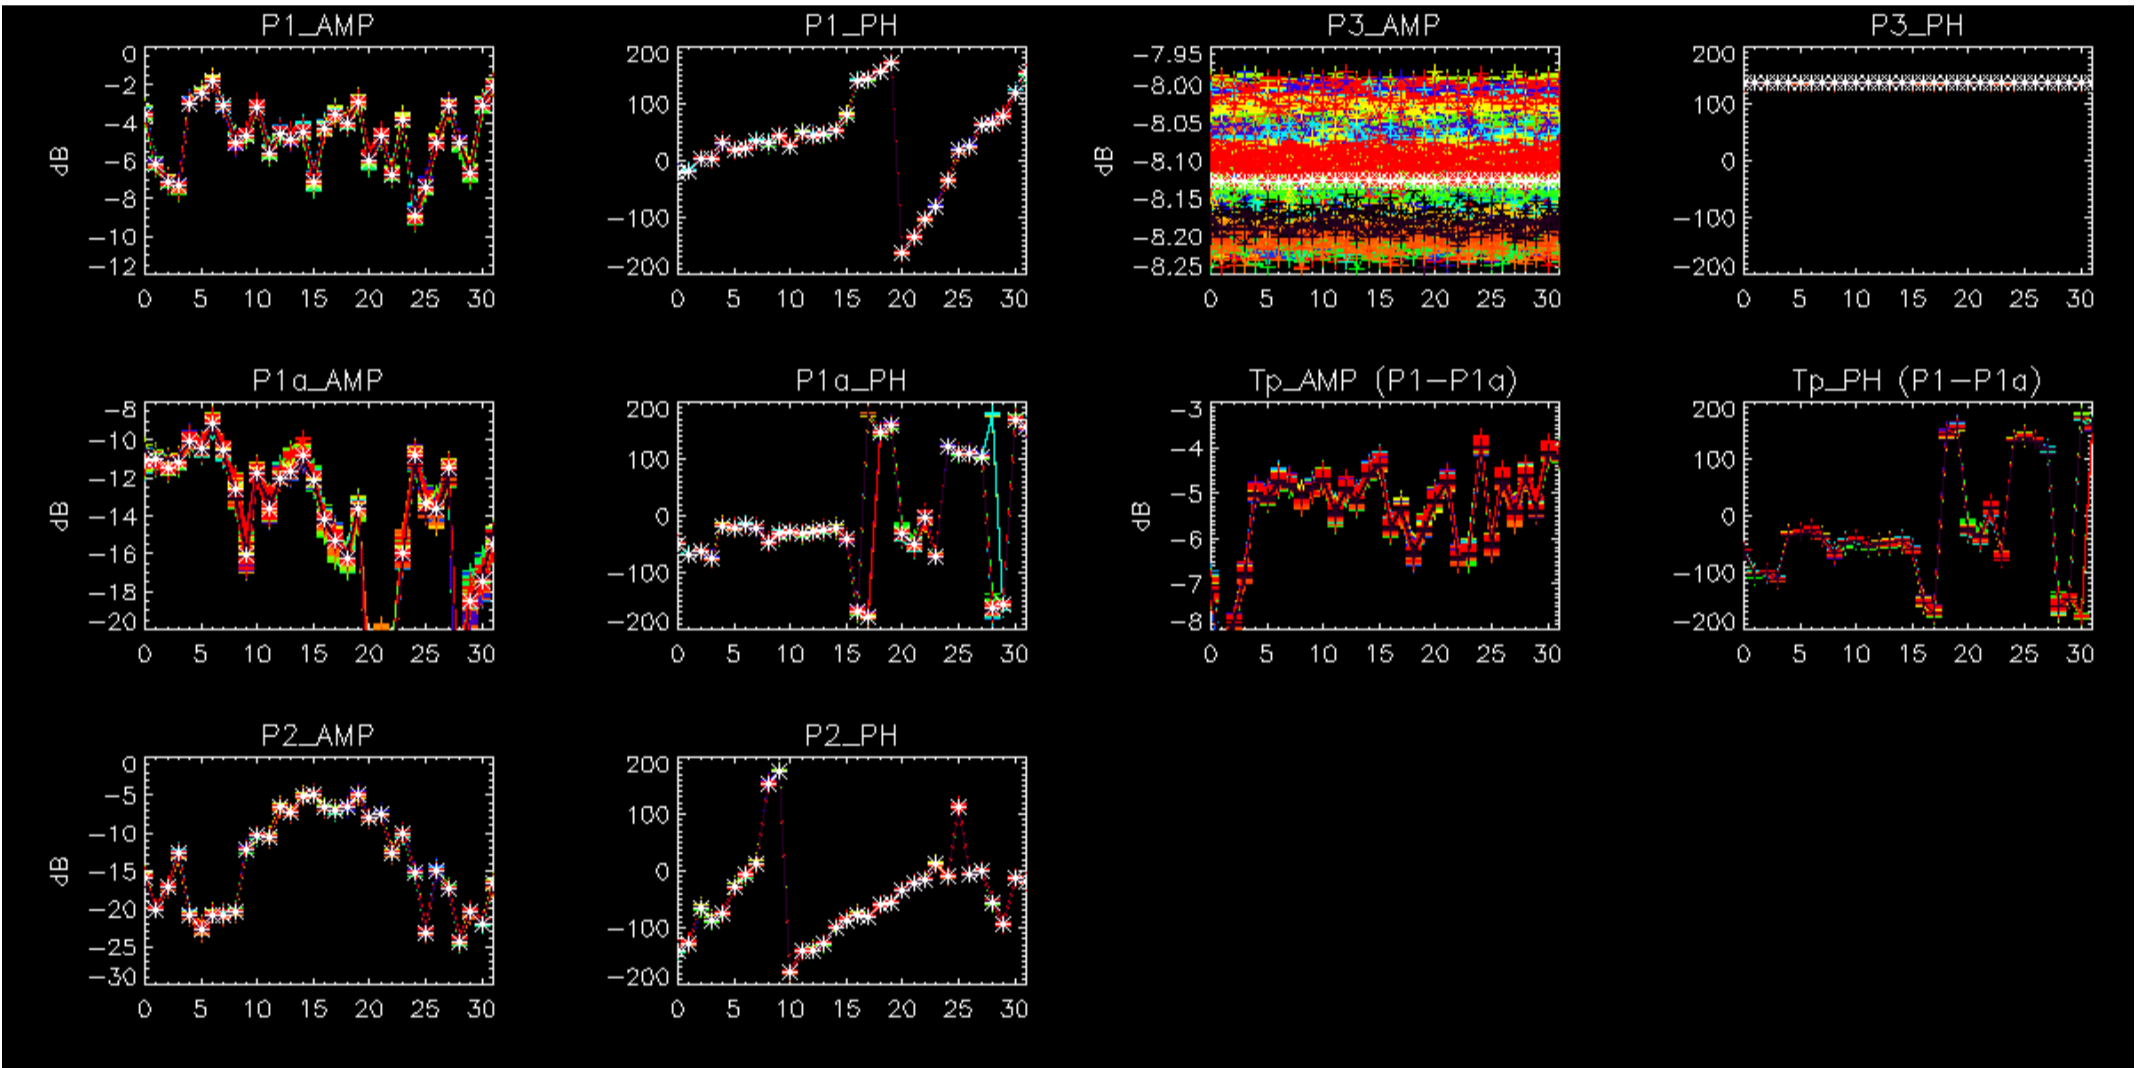 P1_AMP P1_PH P3_AMP P3_PH
0 200 -7.95 200
-2 100 -8.00 100
-4 0 -8.05 0
-6 -100 -8.10 -100
-8 -200 -8.15 -200
-10 -8.20
-12 -8.25
dB dB
0 5 10 15 20 25 30 0 5 10 15 20 25 30 0 5 10 15 20 25 30 0 5 10 15 20 25 30
P1a_AMP P1a_PH Tp_AMP (P1-P1a) Tp_PH (P1-P1a)
-8 200 -3 200
-10 100 -4 100
-12 0 -5 0
-14 -100 -6 -100
-16 -200 -7 -200
-18 -8
-20
dB dB
0 5 10 15 20 25 30 0 5 10 15 20 25 30 0 5 10 15 20 25 30 0 5 10 15 20 25 30
P2_AMP P2_PH
0 200
-5 100
-10 0
-15 -100
-20 -200
-25
-30
dB
0 5 10 15 20 25 30 0 5 10 15 20 25 30